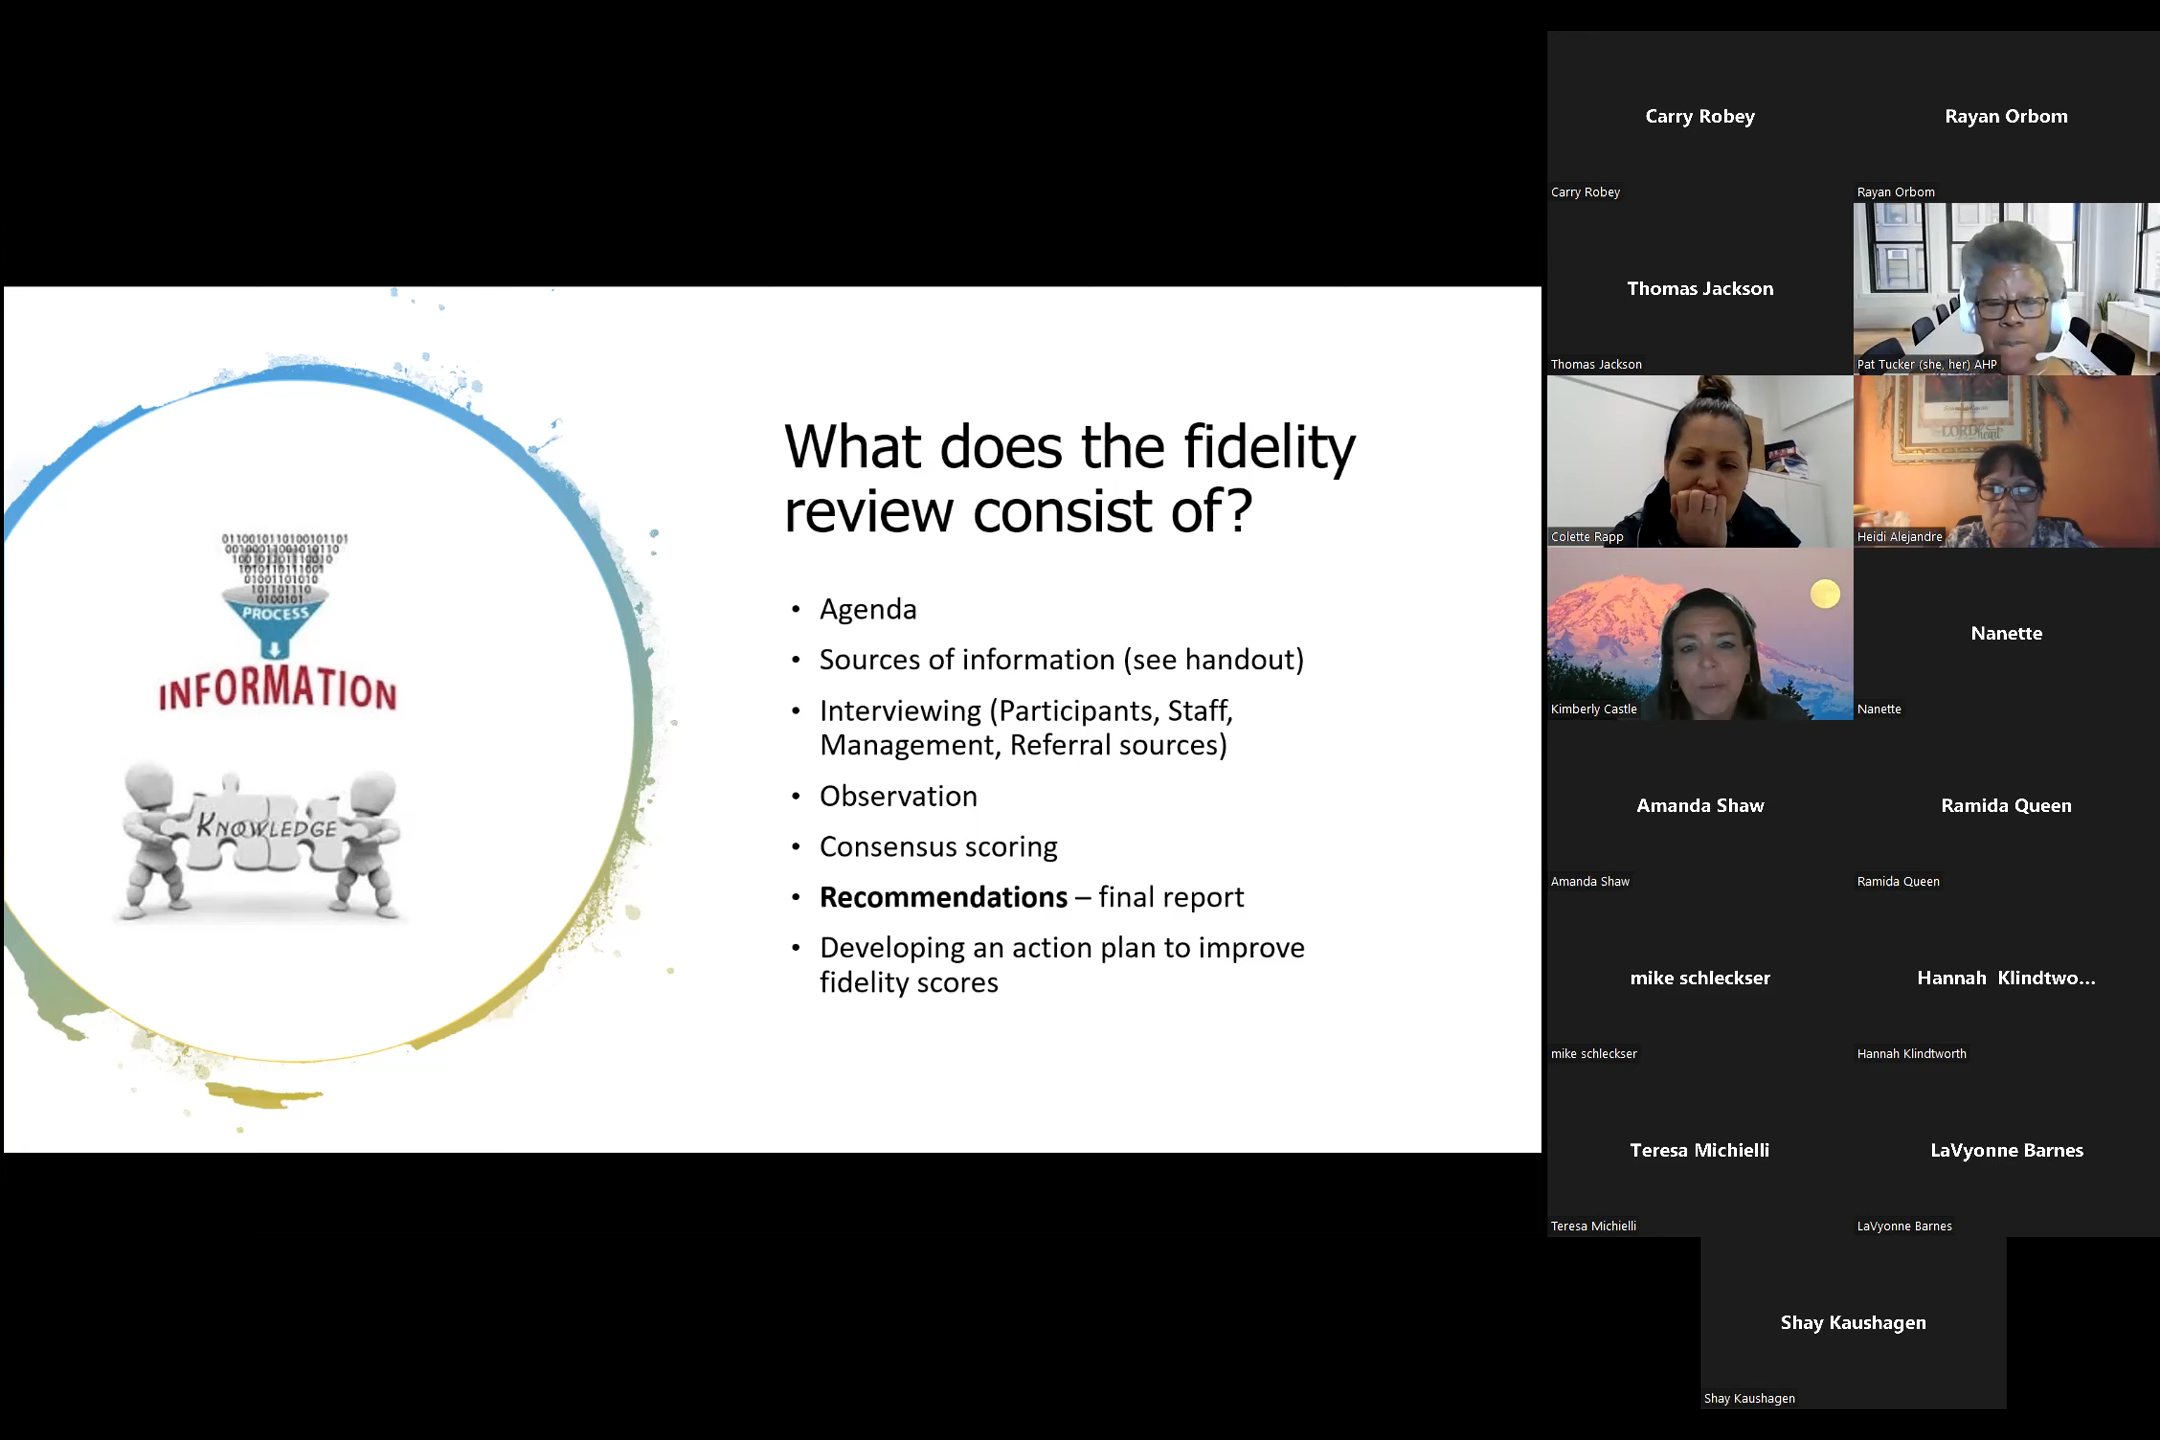 What does the fidelity
review consist of?
• Agenda
• Sources of information (see handout)
• Interviewing (Participants, Staff,
Management, Referral sources)
• Observation
• Consensus scoring
• Recommendations – final report
• Developing an action plan to improve
fidelity scores
01100101101001011​01
PROCESS
INFORMATION
KNOWLEDGE
Carry Robey
Carry Robey
Rayan Orbom
Rayan Orbom
Thomas Jackson
Thomas Jackson
Pat Tucker (she, her) AHP
Colette Rapp
LORD
Heidi Alejandre
Kimberly Castle
Nanette
Nanette
Amanda Shaw
Amanda Shaw
Ramida Queen
Ramida Queen
mike schleckser
mike schleckser
Hannah Klindtwo...
Hannah Klindtworth
Teresa Michielli
Teresa Michielli
LaVyonne Barnes
LaVyonne Barnes
Shay Kaushagen
Shay Kaushagen